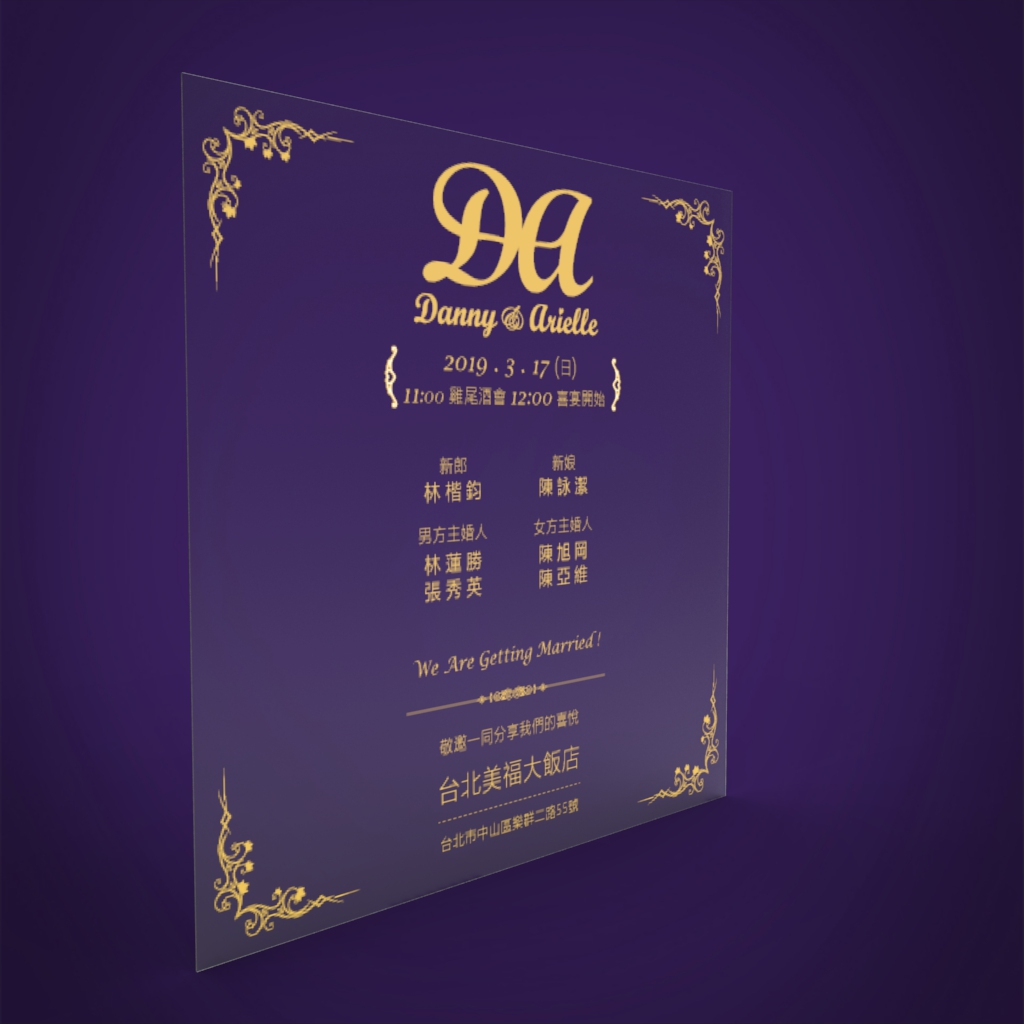 DA
Danny & Arielle
2019 . 3 . 17 (日)
11:00 雞尾酒會 12:00 喜宴開始
新郎 新娘
林楷鈞 陳詠潔
男方主婚人 女方主婚人
林蓮勝 陳旭岡
張秀英 陳亞維
We Are Getting Married !
敬邀一同分享我們的喜悅
台北美福大飯店
台北市中山區樂群二路55號